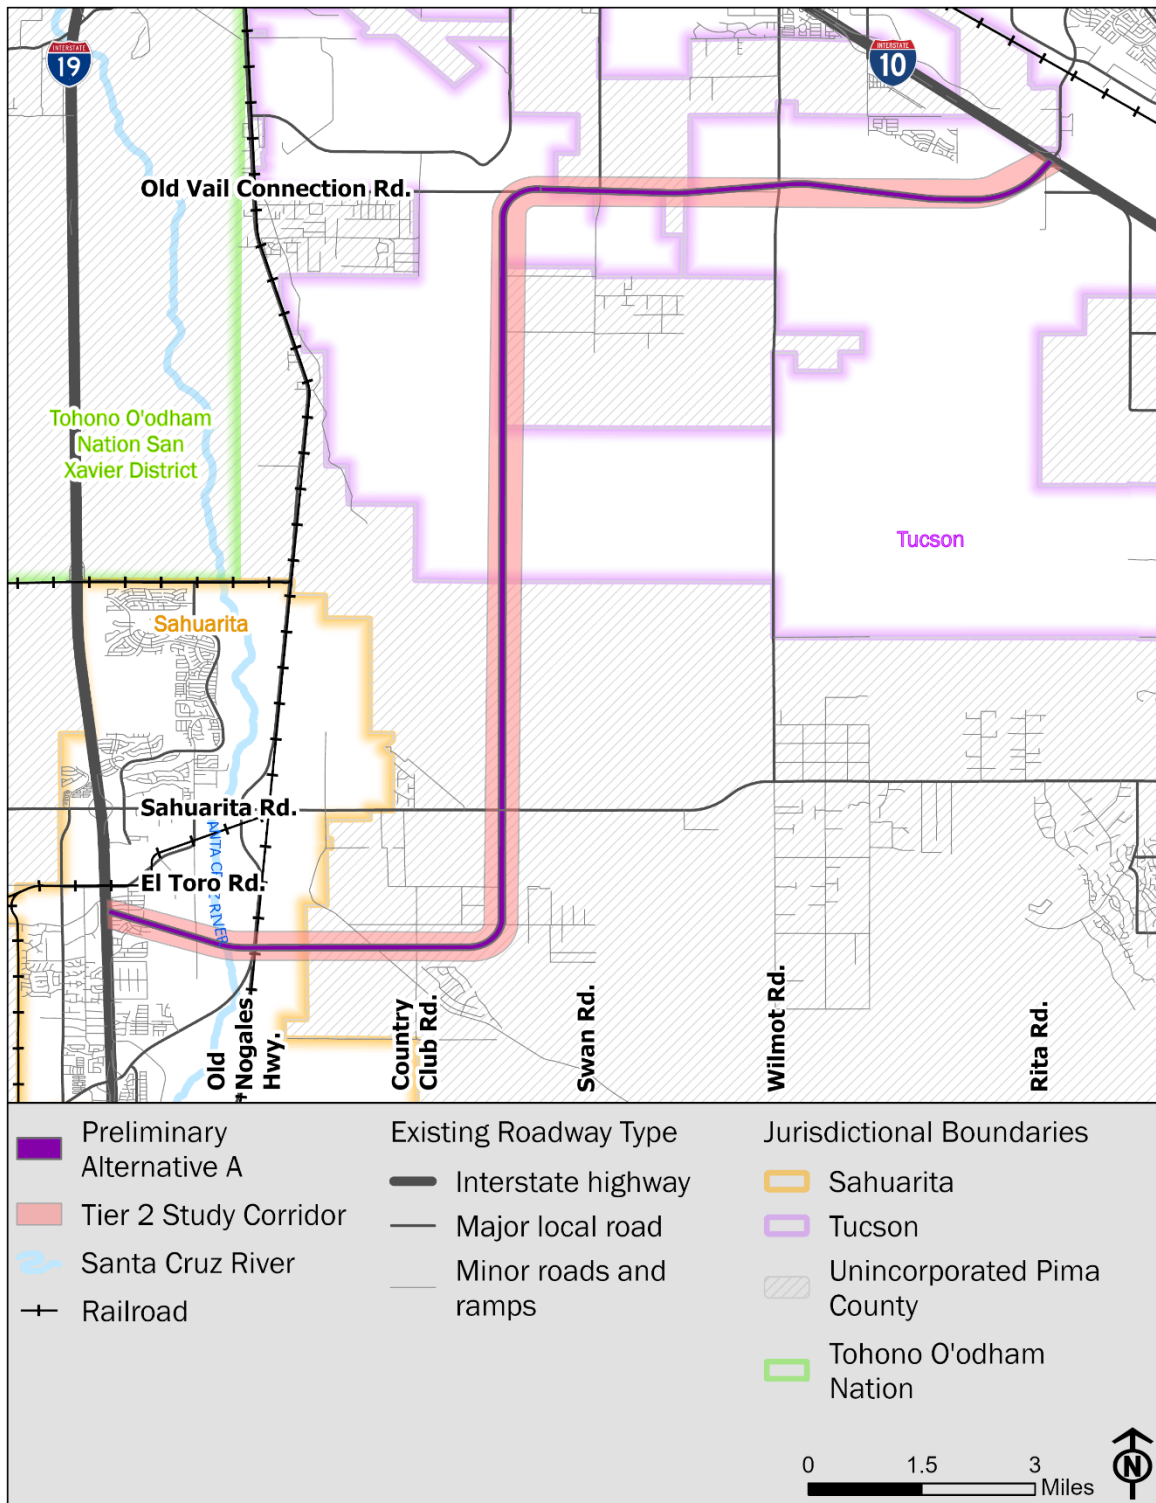 INTERSTATE
19
INTERSTATE
10
Old Vail Connection Rd.
Tohono O'odham
Nation San
Xavier District
Tucson
Sahuarita
Sahuarita Rd.
El Toro Rd.
RIVER
Old
Nogales
Hwy.
Country
Club Rd.
Swan Rd.
Wilmot Rd.
Rita Rd.
Preliminary
Alternative A
Tier 2 Study Corridor
Santa Cruz River
Railroad
Existing Roadway Type
Interstate highway
Major local road
Minor roads and
ramps
Jurisdictional Boundaries
Sahuarita
Tucson
Unincorporated Pima
County
Tohono O'odham
Nation
0 1.5 3
Miles
N